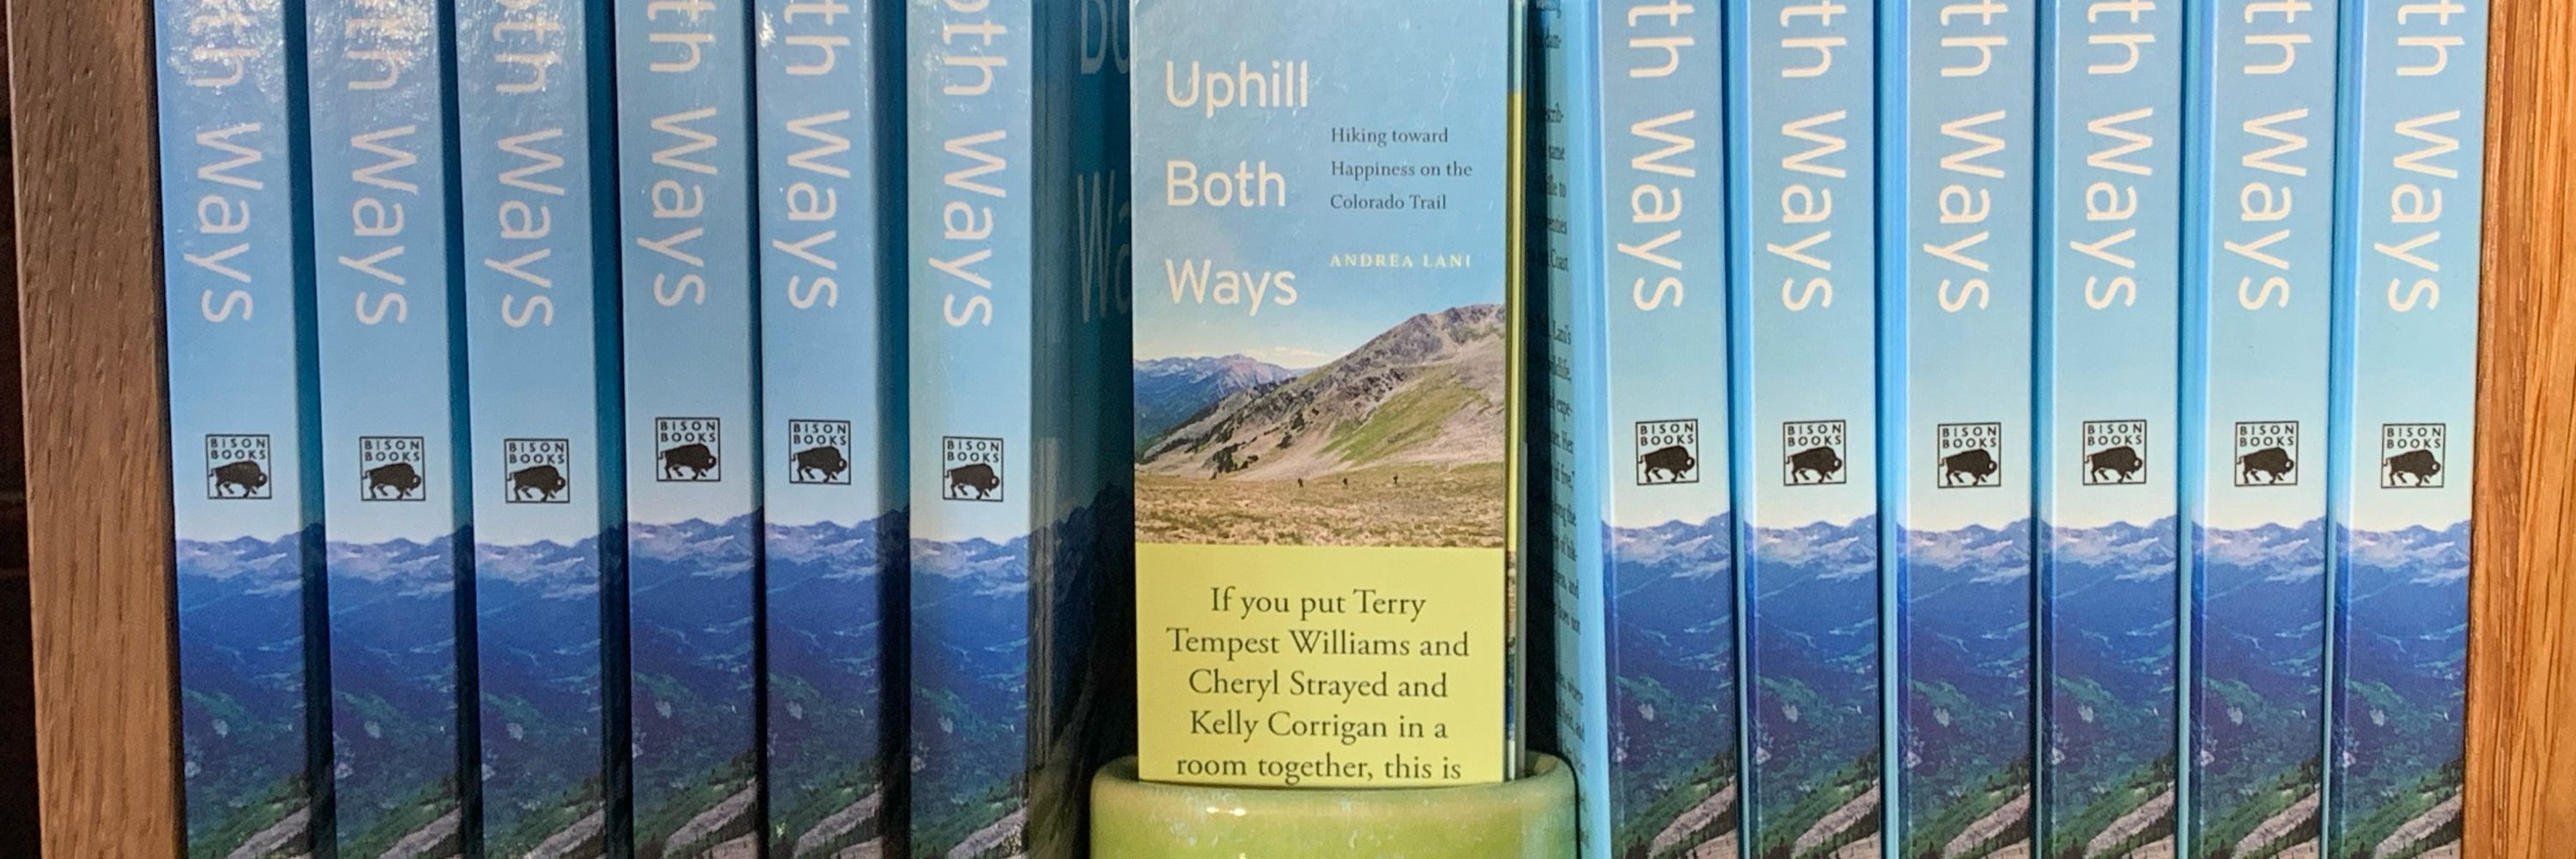 th Ways
BISON
BOOKS
th Ways
BISON
BOOKS
oth Ways
BISON
BOOKS
th Ways
BISON
BOOKS
th Ways
BISON
BOOKS
oth Ways
BISON
BOOKS
Uphill
Both
Ways
Hiking toward
Happiness on the
Colorado Trail
ANDREA LANI
If you put Terry
Tempest Williams and
Cheryl Strayed and
Kelly Corrigan in a
room together, this is
th Ways
BISON
BOOKS
th Ways
BISON
BOOKS
th Ways
BISON
BOOKS
th Ways
BISON
BOOKS
th Ways
BISON
BOOKS
th Ways
BISON
BOOKS